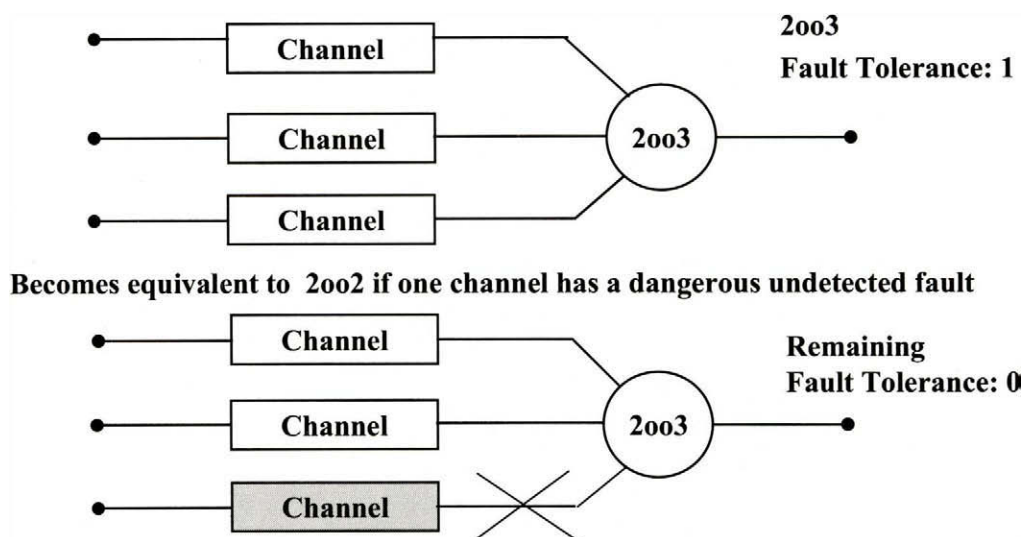 Channel
2oo3
Fault Tolerance: 1
Channel
2oo3
Channel
Becomes equivalent to 2oo2 if one channel has a dangerous undetected fault
Channel
Remaining
Fault Tolerance: 0
Channel
2oo3
Channel